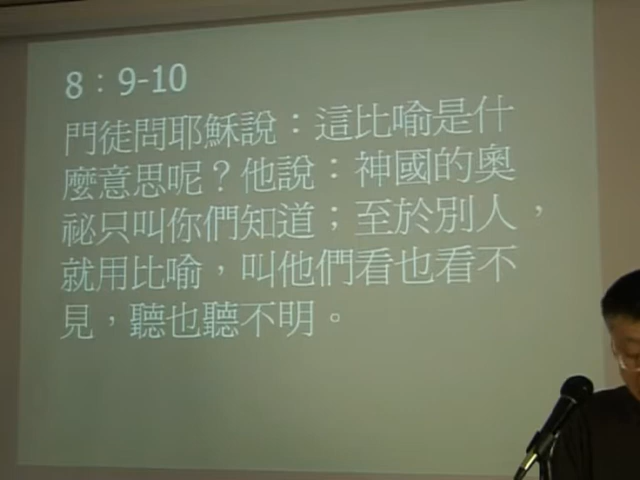 8：9-10
門徒問耶穌說：這比喻是什
麼意思呢？他說：神國的奧
祕只叫你們知道；至於別人，
就用比喻，叫他們看也看不
見，聽也聽不明。